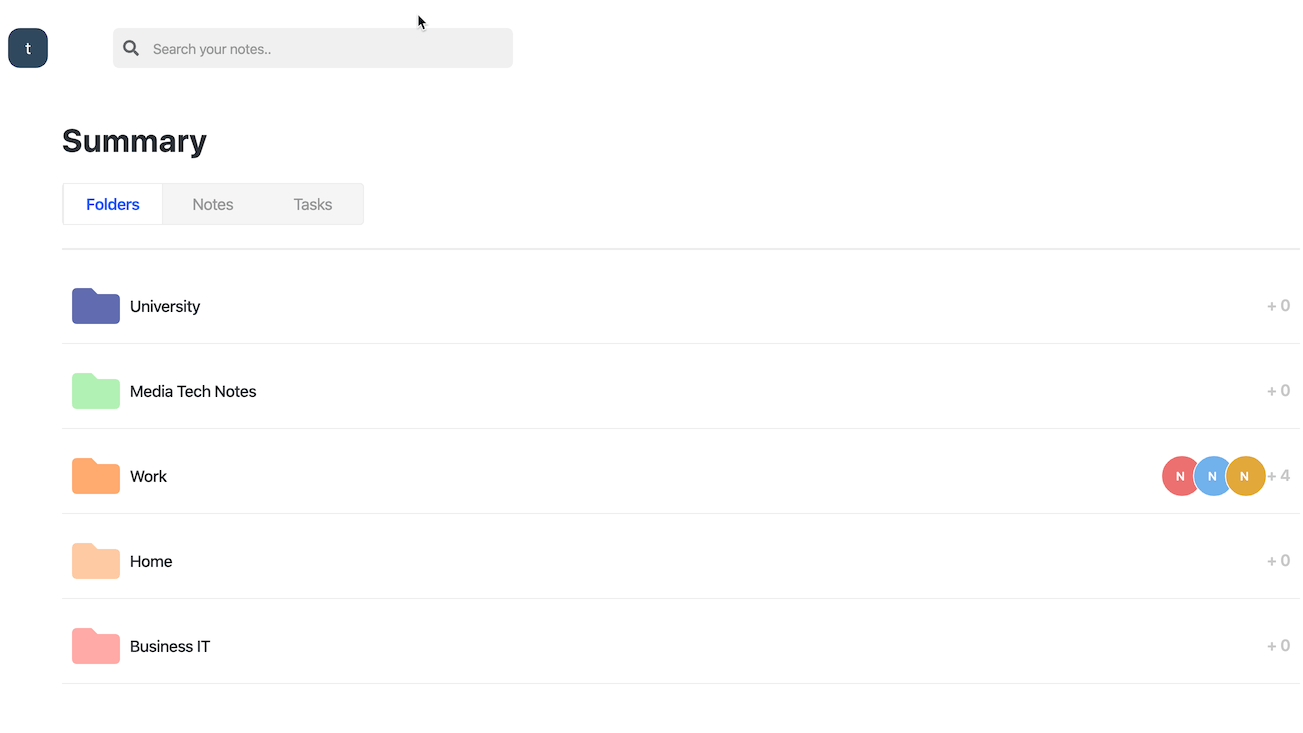 t
Search your notes..
Summary
Folders Notes Tasks
University + 0
Media Tech Notes + 0
Work N N N + 4
Home + 0
Business IT + 0